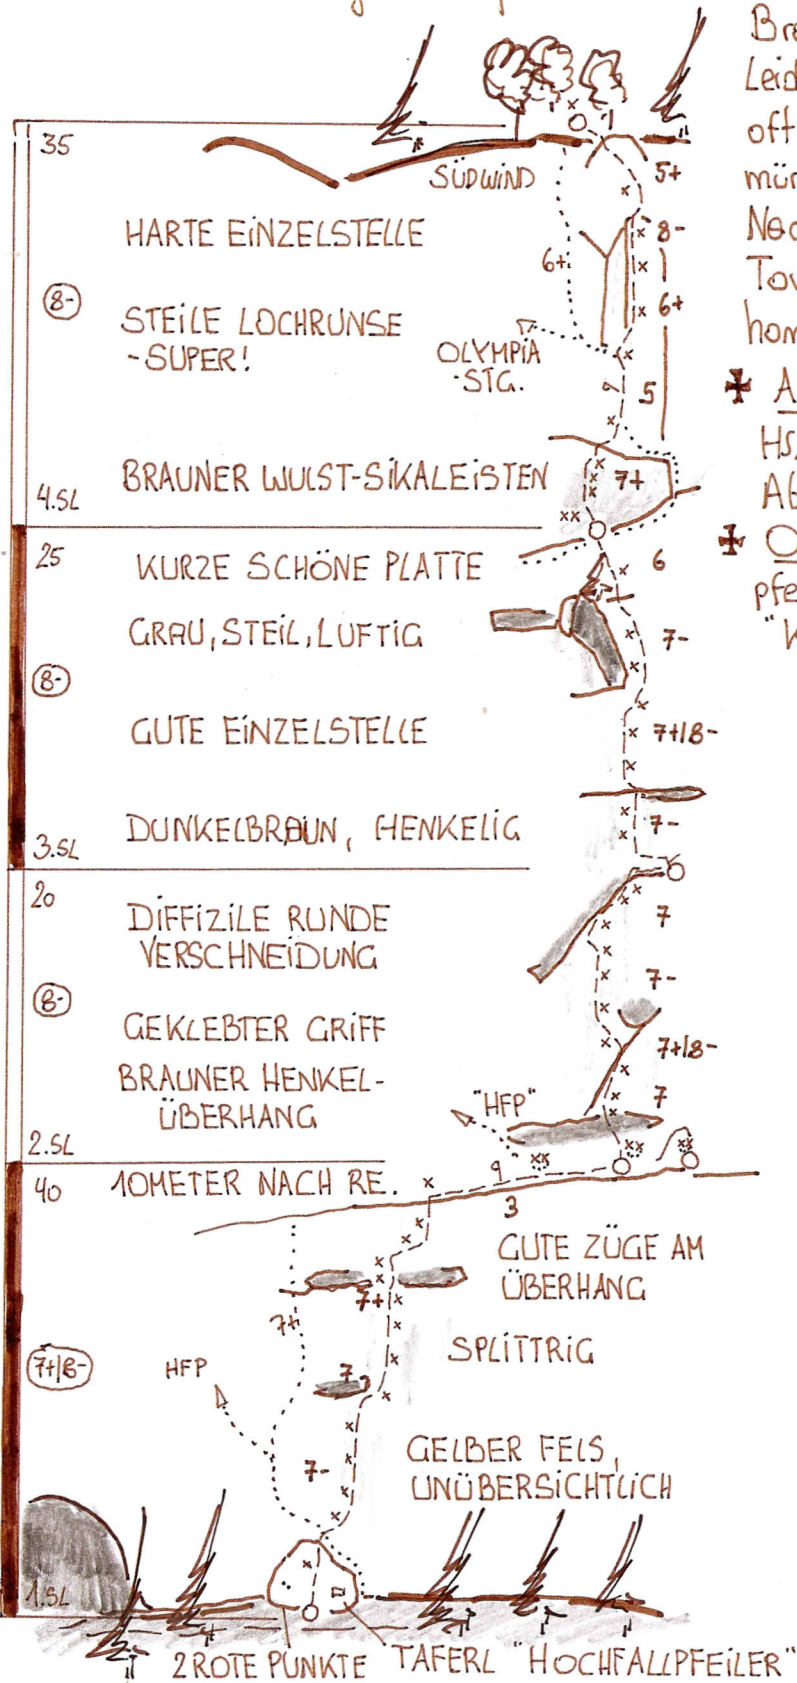 35
SÜDWIND
5+
HARTE EINZELSTELLE
8-
6+
8-
STEILE LOCHRUNSE
-SUPER!
6+
OLYMPIA
-STG.
5
BRAUNER WULST-SIKALEISTEN
7+
4.SL
25
KURZE SCHÖNE PLATTE
6
GRAU, STEIL, LUFTIG
7-
8-
GUTE EINZELSTELLE
7+/8-
DUNKELBRAUN, HENKELIG
7-
3.SL
20
DIFFIZILE RUNDE
VERSCHNEIDUNG
7
7-
8-
GEKLEBTER GRIFF
7+/8-
BRAUNER HENKEL-
ÜBERHANG
"HFP"
7
2.SL
40
10METER NACH RE.
3
GUTE ZÜGE AM
ÜBERHANG
7+
7+
SPLITTRIG
7+/8-
HFP
7
GELBER FELS,
UNÜBERSICHTLICH
7-
1.SL
2 ROTE PUNKTE
TAFERL "HOCHFALLPFEILER"